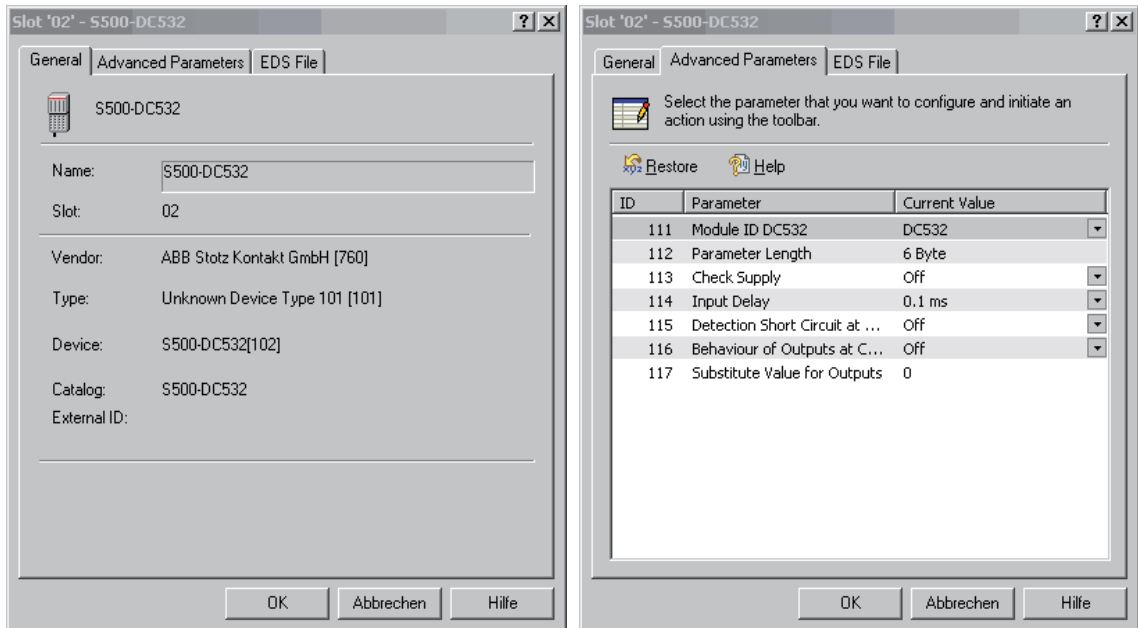 Slot '02' - S500-DC532
General Advanced Parameters EDS File
S500-DC532
Name: S500-DC532
Slot: 02
Vendor: ABB Stotz Kontakt GmbH [760]
Type: Unknown Device Type 101 [101]
Device: S500-DC532[102]
Catalog: S500-DC532
External ID:
OK Abbrechen Hilfe
Slot '02' - S500-DC532
General Advanced Parameters EDS File
Select the parameter that you want to configure and initiate an
action using the toolbar.
Restore Help
ID Parameter Current Value
111 Module ID DC532 DC532
112 Parameter Length 6 Byte
113 Check Supply Off
114 Input Delay 0.1 ms
115 Detection Short Circuit at ... Off
116 Behaviour of Outputs at C... Off
117 Substitute Value for Outputs 0
OK Abbrechen Hilfe